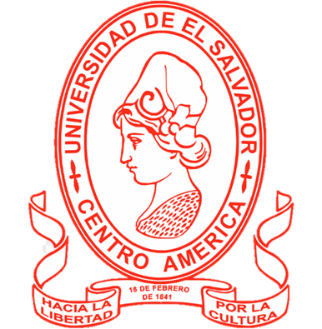 UNIVERSIDAD DE EL SALVADOR
CENTRO AMERICA
HACIA LA
LIBERTAD
16 DE FEBRERO
DE 1841
POR LA
CULTURA